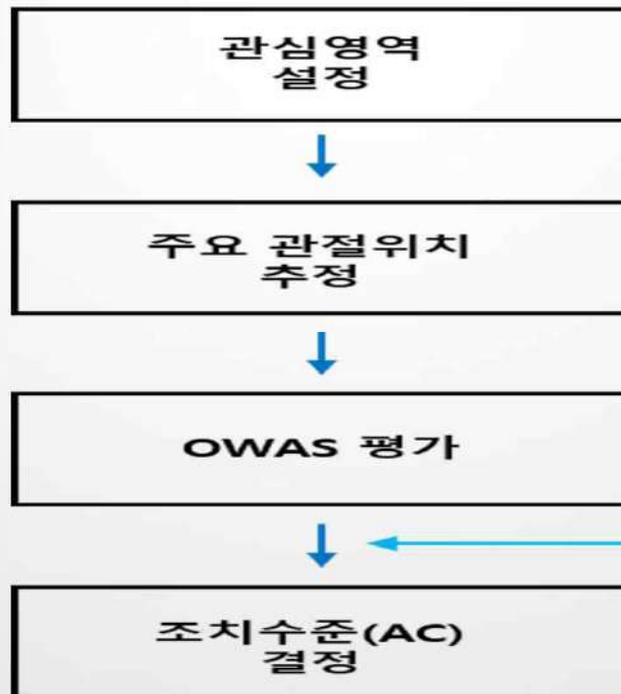 관심영역
설정
주요 관절위치
추정
OWAS 평가
조치수준(AC)
결정